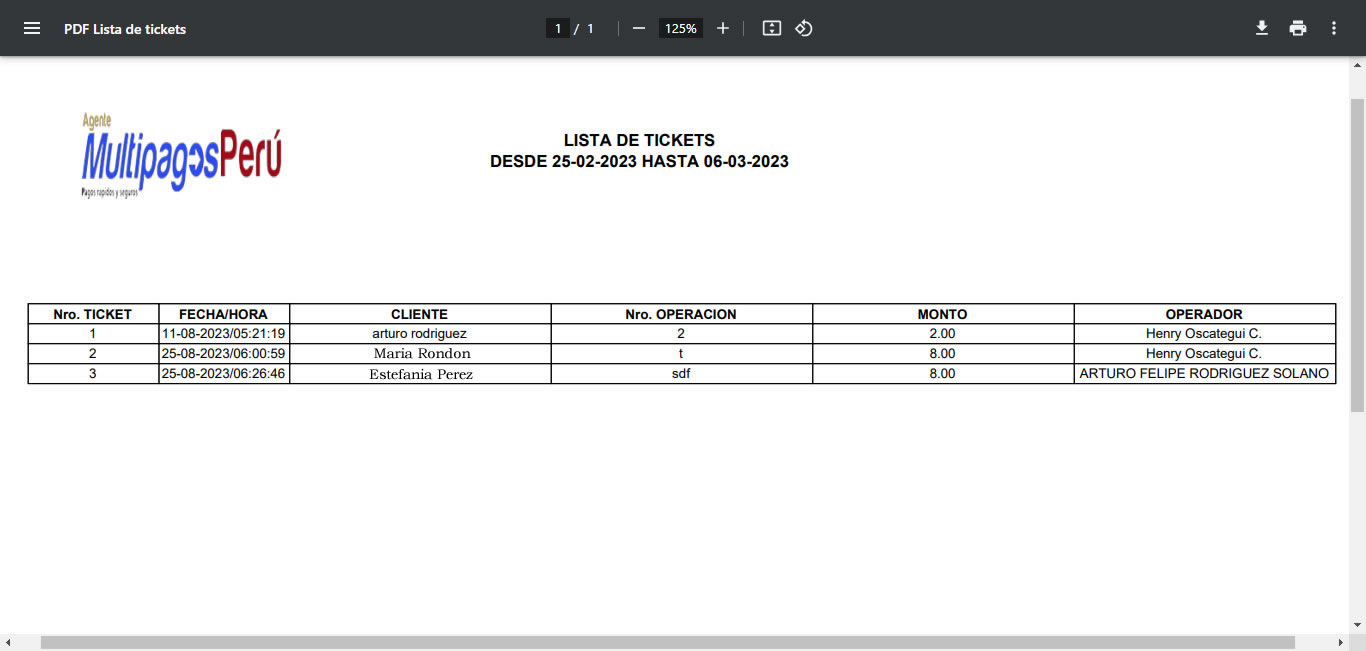 PDF Lista de tickets
1 / 1
125%
Agente
MultipagosPerú
Pagos rapidos y seguros
LISTA DE TICKETS
DESDE 25-02-2023 HASTA 06-03-2023
Nro. TICKET FECHA/HORA CLIENTE Nro. OPERACION MONTO OPERADOR
1 11-08-2023/05:21:19 arturo rodriguez 2 2.00 Henry Oscategui C.
2 25-08-2023/06:00:59 Maria Rondon t 8.00 Henry Oscategui C.
3 25-08-2023/06:26:46 Estefania Perez sdf 8.00 ARTURO FELIPE RODRIGUEZ SOLANO